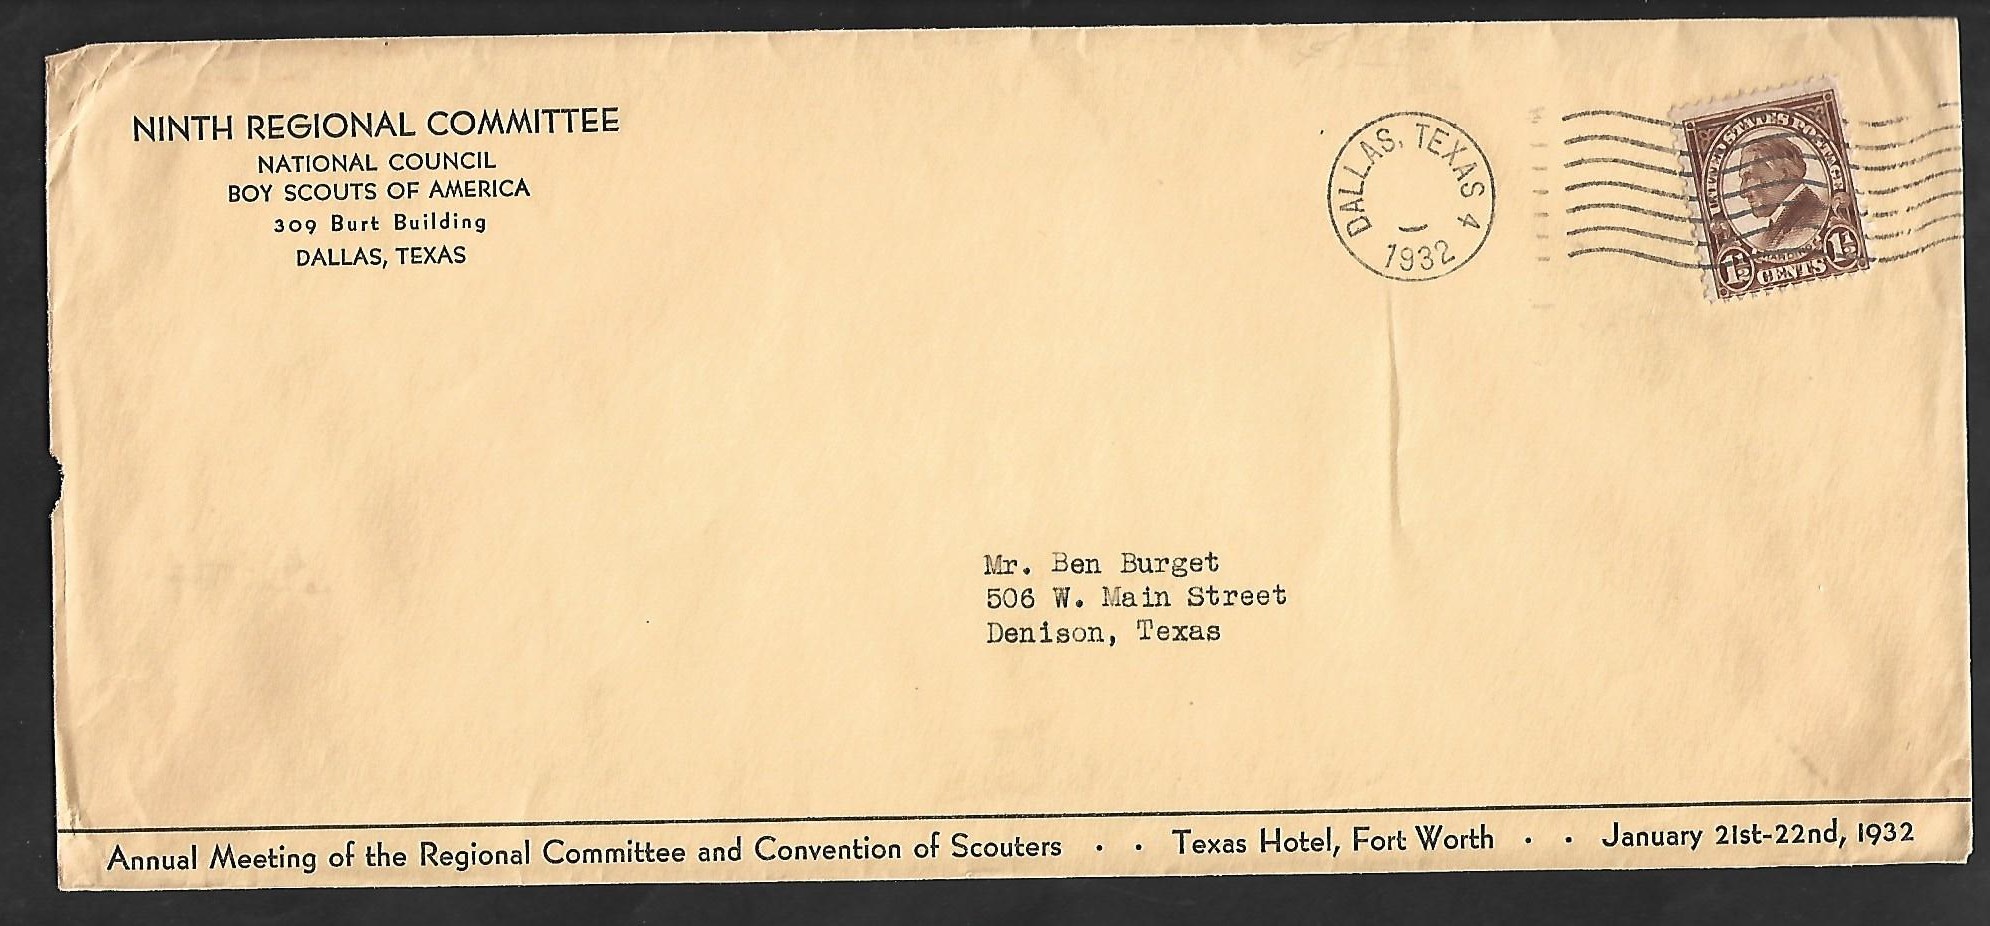 NINTH REGIONAL COMMITTEE
NATIONAL COUNCIL
BOY SCOUTS OF AMERICA
309 Burt Building
DALLAS, TEXAS
DALLAS, TEXAS 4
1932
UNITED STATES POSTAGE
HARDING
1½ CENTS 1½
Mr. Ben Burget
506 W. Main Street
Denison, Texas
Annual Meeting of the Regional Committee and Convention of Scouters · · Texas Hotel, Fort Worth · · January 21st-22nd, 1932